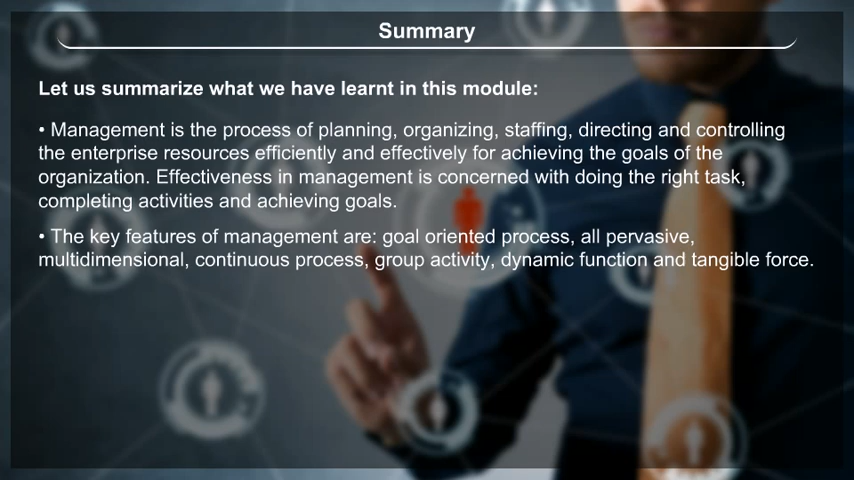 Summary
Let us summarize what we have learnt in this module:
• Management is the process of planning, organizing, staffing, directing and controlling
the enterprise resources efficiently and effectively for achieving the goals of the
organization. Effectiveness in management is concerned with doing the right task,
completing activities and achieving goals.
• The key features of management are: goal oriented process, all pervasive,
multidimensional, continuous process, group activity, dynamic function and tangible force.